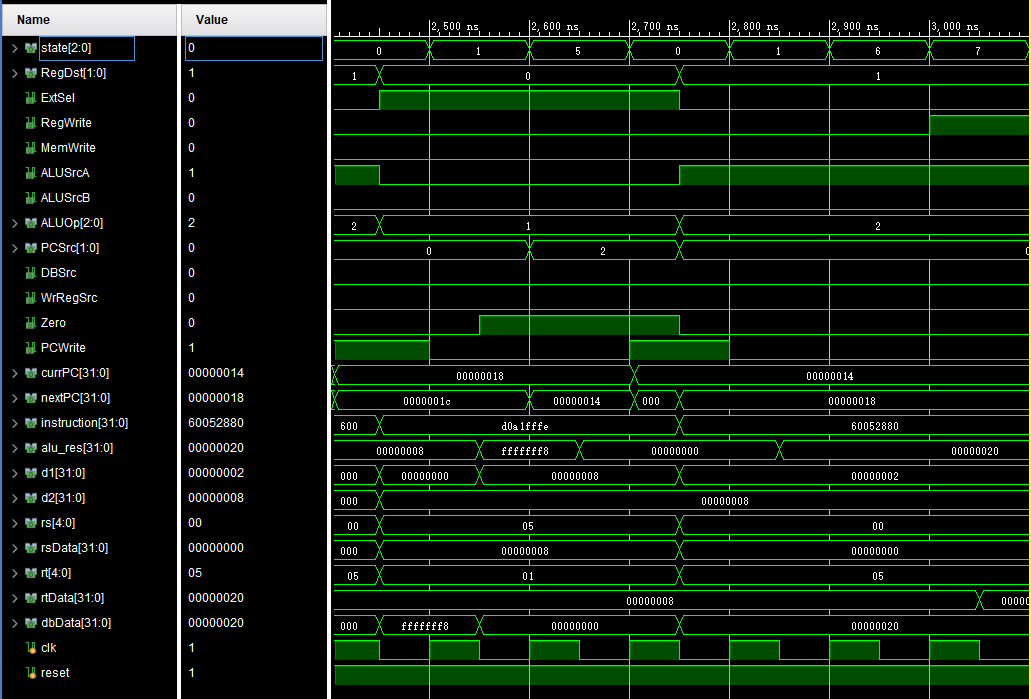 Name Value 2,500 ns 2,600 ns 2,700 ns 2,800 ns 2,900 ns 3,000 ns
state[2:0] 0 0 1 5 0 1 6 7
RegDst[1:0] 1 1 0 1
ExtSel 0
RegWrite 0
MemWrite 0
ALUSrcA 1
ALUSrcB 0
ALUOp[2:0] 2 2 1 2
PCSrc[1:0] 0 0 2 0
DBSrc 0
WrRegSrc 0
Zero 0
PCWrite 1
currPC[31:0] 00000014 00000018 00000014
nextPC[31:0] 00000018 0000001c 00000014 000 00000018
instruction[31:0] 60052880 600 d0a1fffe 60052880
alu_res[31:0] 00000020 00000008 fffffff8 00000000 00000020
d1[31:0] 00000002 000 00000000 00000008 00000002
d2[31:0] 00000008 000 00000008
rs[4:0] 00 00 05 00
rsData[31:0] 00000000 000 00000008 00000000
rt[4:0] 05 05 01 05
rtData[31:0] 00000020 00000008 00000
dbData[31:0] 00000020 000 fffffff8 00000000 00000020
clk 1
reset 1